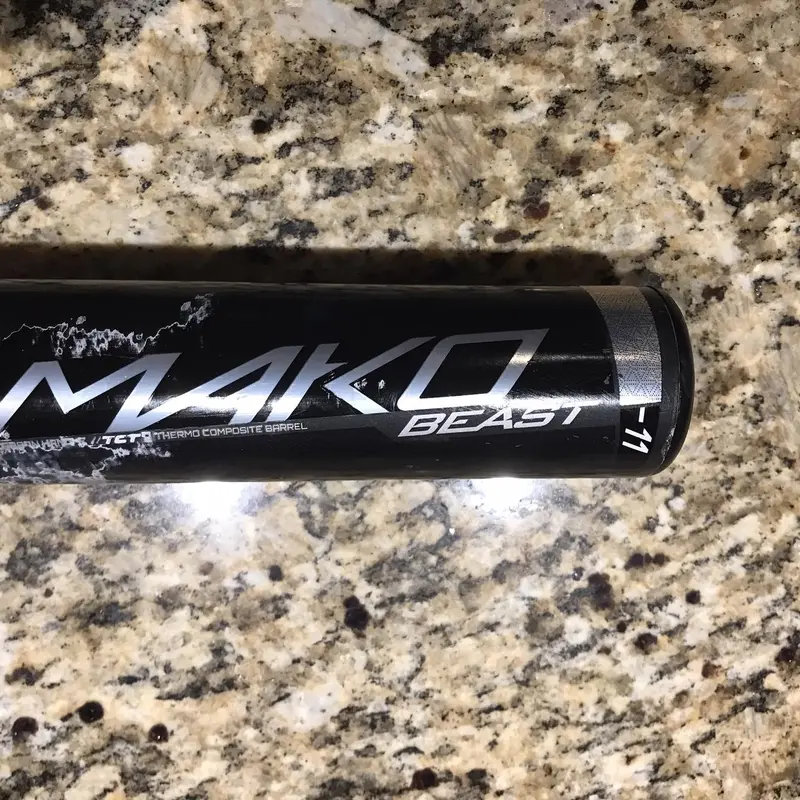 MAKO
BEAST
TCT THERMO COMPOSITE BARREL
-11